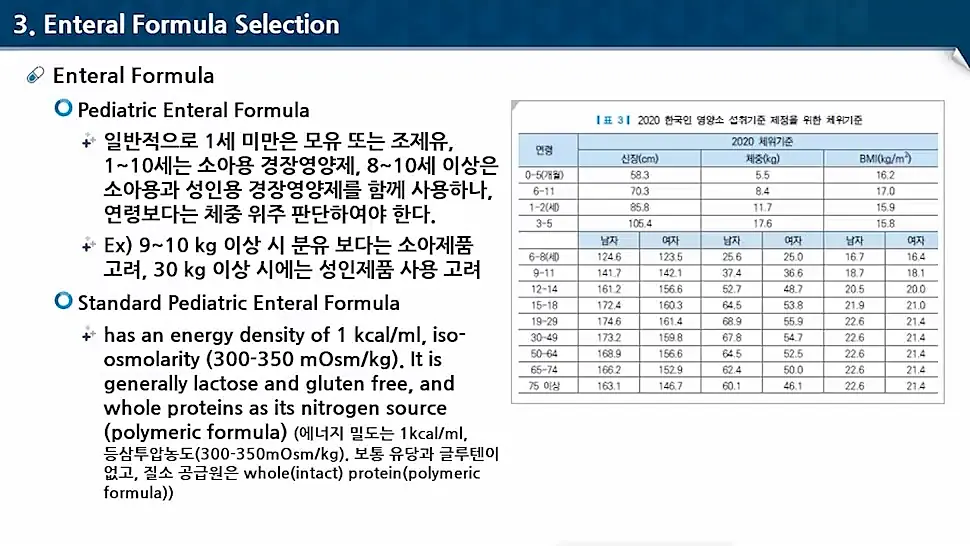 3. Enteral Formula Selection
Enteral Formula
Pediatric Enteral Formula
일반적으로 1세 미만은 모유 또는 조제유,
1~10세는 소아용 경장영양제, 8~10세 이상은
소아용과 성인용 경장영양제를 함께 사용하나,
연령보다는 체중 위주 판단하여야 한다.
Ex) 9~10 kg 이상 시 분유 보다는 소아제품
고려, 30 kg 이상 시에는 성인제품 사용 고려
Standard Pediatric Enteral Formula
has an energy density of 1 kcal/ml, iso-
osmolarity (300-350 mOsm/kg). It is
generally lactose and gluten free, and
whole proteins as its nitrogen source
(polymeric formula) (에너지 밀도는 1kcal/ml,
등삼투압농도(300-350mOsm/kg). 보통 유당과 글루텐이
없고, 질소 공급원은 whole(intact) protein(polymeric
formula))
[표 3] 2020 한국인 영양소 섭취기준 제정을 위한 체위기준
연령 2020 체위기준
신장(cm) 체중(kg) BMI(kg/m²)
0-5(개월) 58.3 5.5 16.2
6-11 70.3 8.4 17.0
1-2(세) 85.8 11.7 15.9
3-5 105.4 17.6 15.8
남자 여자 남자 여자 남자 여자
6-8(세) 124.6 123.5 25.6 25.0 16.7 16.4
9-11 141.7 142.1 37.4 36.6 18.7 18.1
12-14 161.2 156.6 52.7 48.7 20.5 20.0
15-18 172.4 160.3 64.5 53.8 21.9 21.0
19-29 174.6 161.4 68.9 55.9 22.6 21.4
30-49 173.2 159.8 67.8 54.7 22.6 21.4
50-64 168.9 156.6 64.5 52.5 22.6 21.4
65-74 166.2 152.9 62.4 50.0 22.6 21.4
75 이상 163.1 146.7 60.1 46.1 22.6 21.4